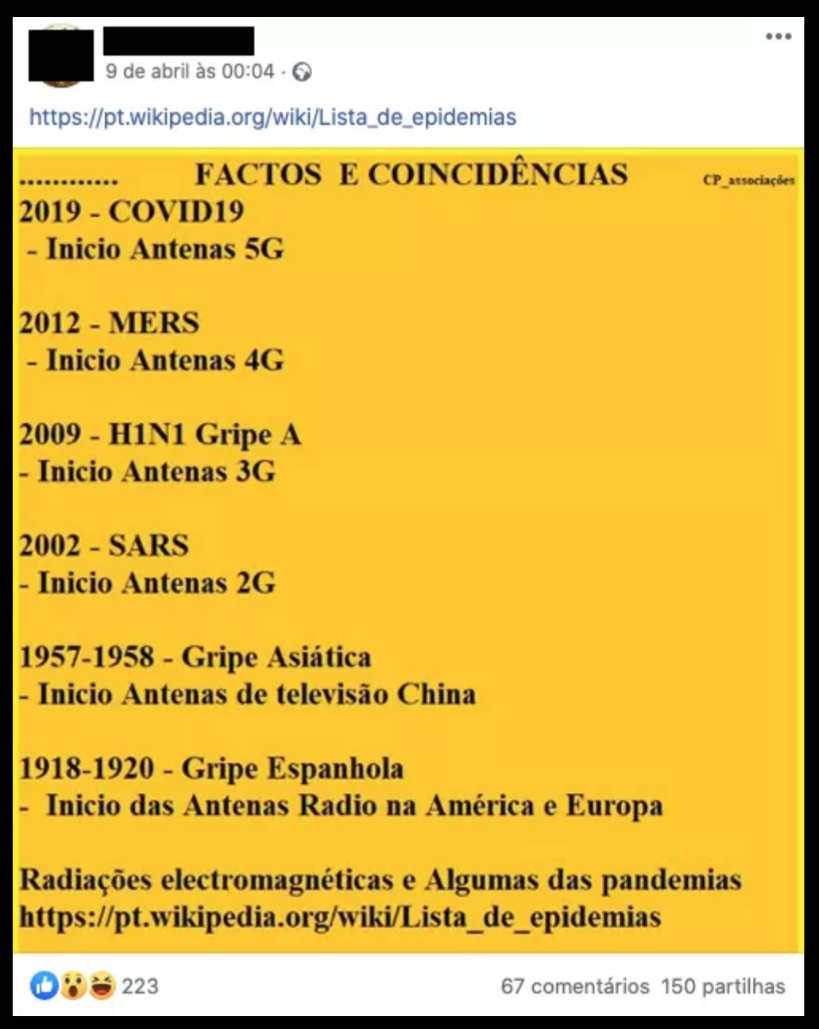 9 de abril às 00:04 ·
https://pt.wikipedia.org/wiki/Lista_de_epidemias
............ FACTOS E COINCIDÊNCIAS CP_associações
2019 - COVID19
- Inicio Antenas 5G
2012 - MERS
- Inicio Antenas 4G
2009 - H1N1 Gripe A
- Inicio Antenas 3G
2002 - SARS
- Inicio Antenas 2G
1957-1958 - Gripe Asiática
- Inicio Antenas de televisão China
1918-1920 - Gripe Espanhola
- Inicio das Antenas Radio na América e Europa
Radiações electromagnéticas e Algumas das pandemias
https://pt.wikipedia.org/wiki/Lista_de_epidemias
223 67 comentários 150 partilhas